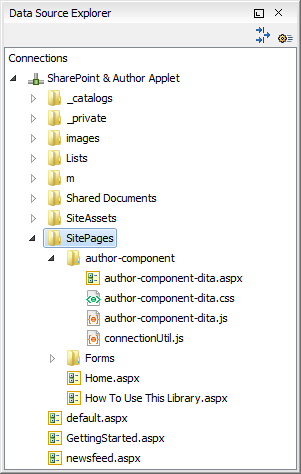 Data Source Explorer
Connections
SharePoint & Author Applet
_catalogs
_private
images
Lists
m
Shared Documents
SiteAssets
SitePages
author-component
author-component-dita.aspx
author-component-dita.css
author-component-dita.js
connectionUtil.js
Forms
Home.aspx
How To Use This Library.aspx
default.aspx
GettingStarted.aspx
newsfeed.aspx